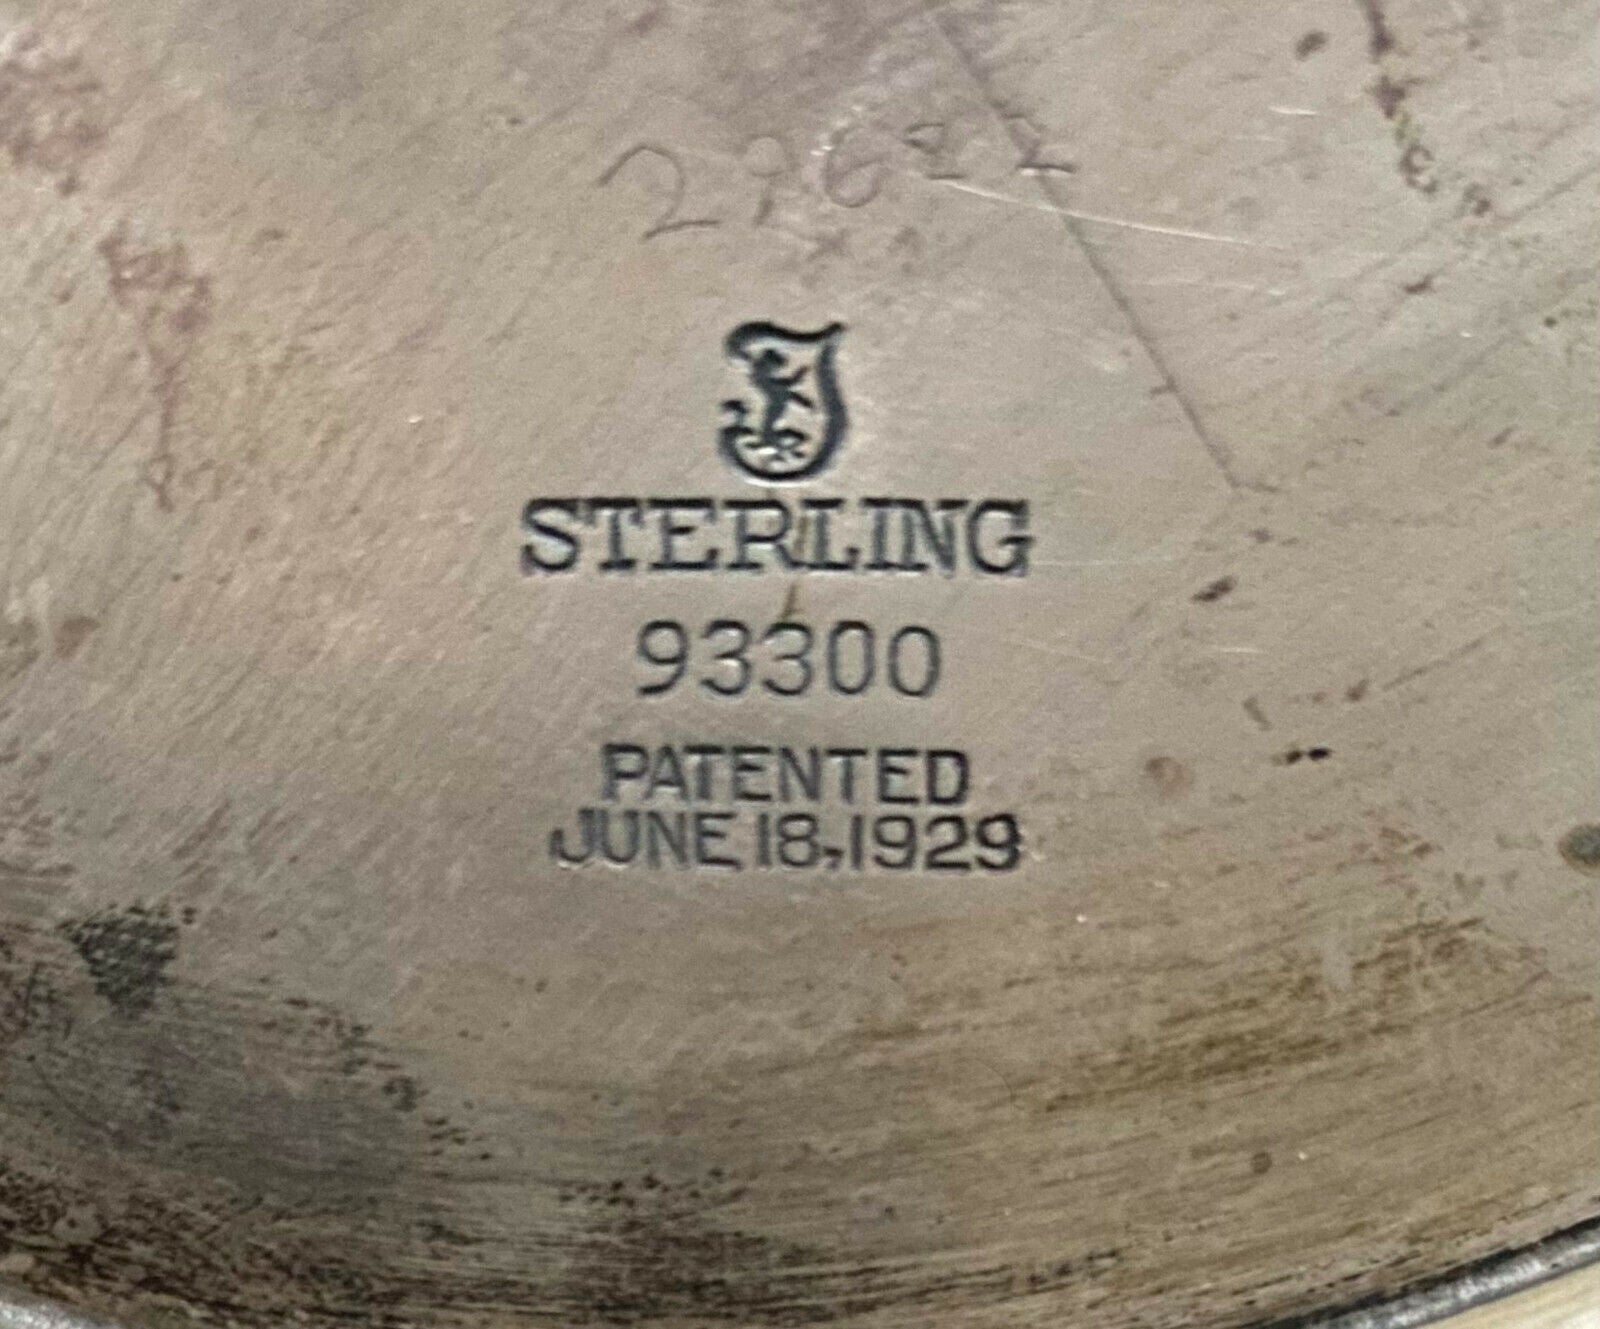 STERLING
93300
PATENTED
JUNE 18, 1929